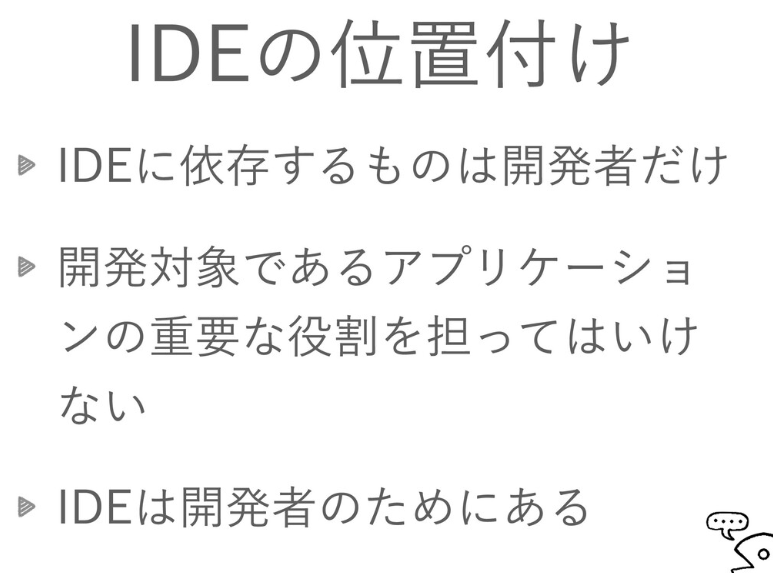 IDEの位置付け
IDEに依存するものは開発者だけ
開発対象であるアプリケーショ
ンの重要な役割を担ってはいけ
ない
IDEは開発者のためにある